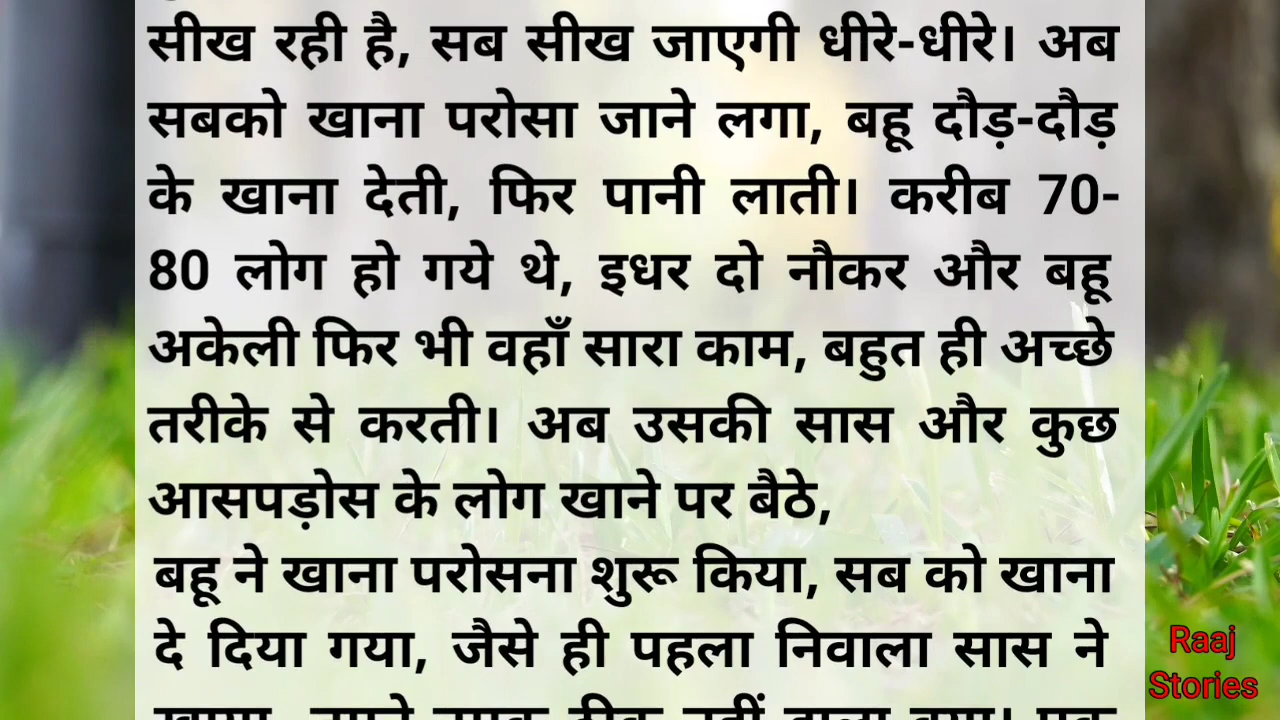 सीख रही है, सब सीख जाएगी धीरे-धीरे। अब
सबको खाना परोसा जाने लगा, बहू दौड़-दौड़
के खाना देती, फिर पानी लाती। करीब 70-
80 लोग हो गये थे, इधर दो नौकर और बहू
अकेली फिर भी वहाँ सारा काम, बहुत ही अच्छे
तरीके से करती। अब उसकी सास और कुछ
आसपड़ोस के लोग खाने पर बैठे,
बहू ने खाना परोसना शुरू किया, सब को खाना
दे दिया गया, जैसे ही पहला निवाला सास ने
Raaj
Stories